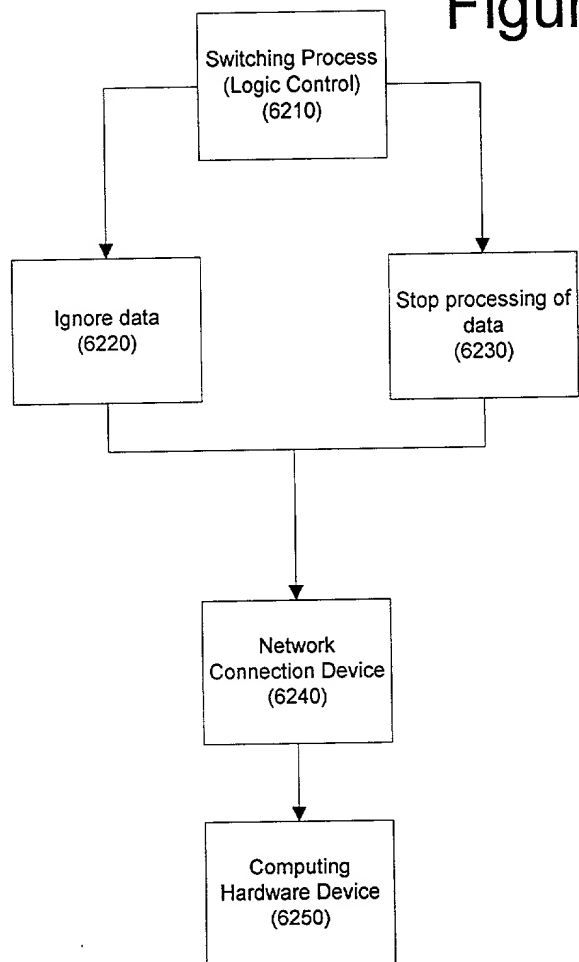 Figur
Switching Process
(Logic Control)
(6210)
Ignore data
(6220)
Stop processing of
data
(6230)
Network
Connection Device
(6240)
Computing
Hardware Device
(6250)